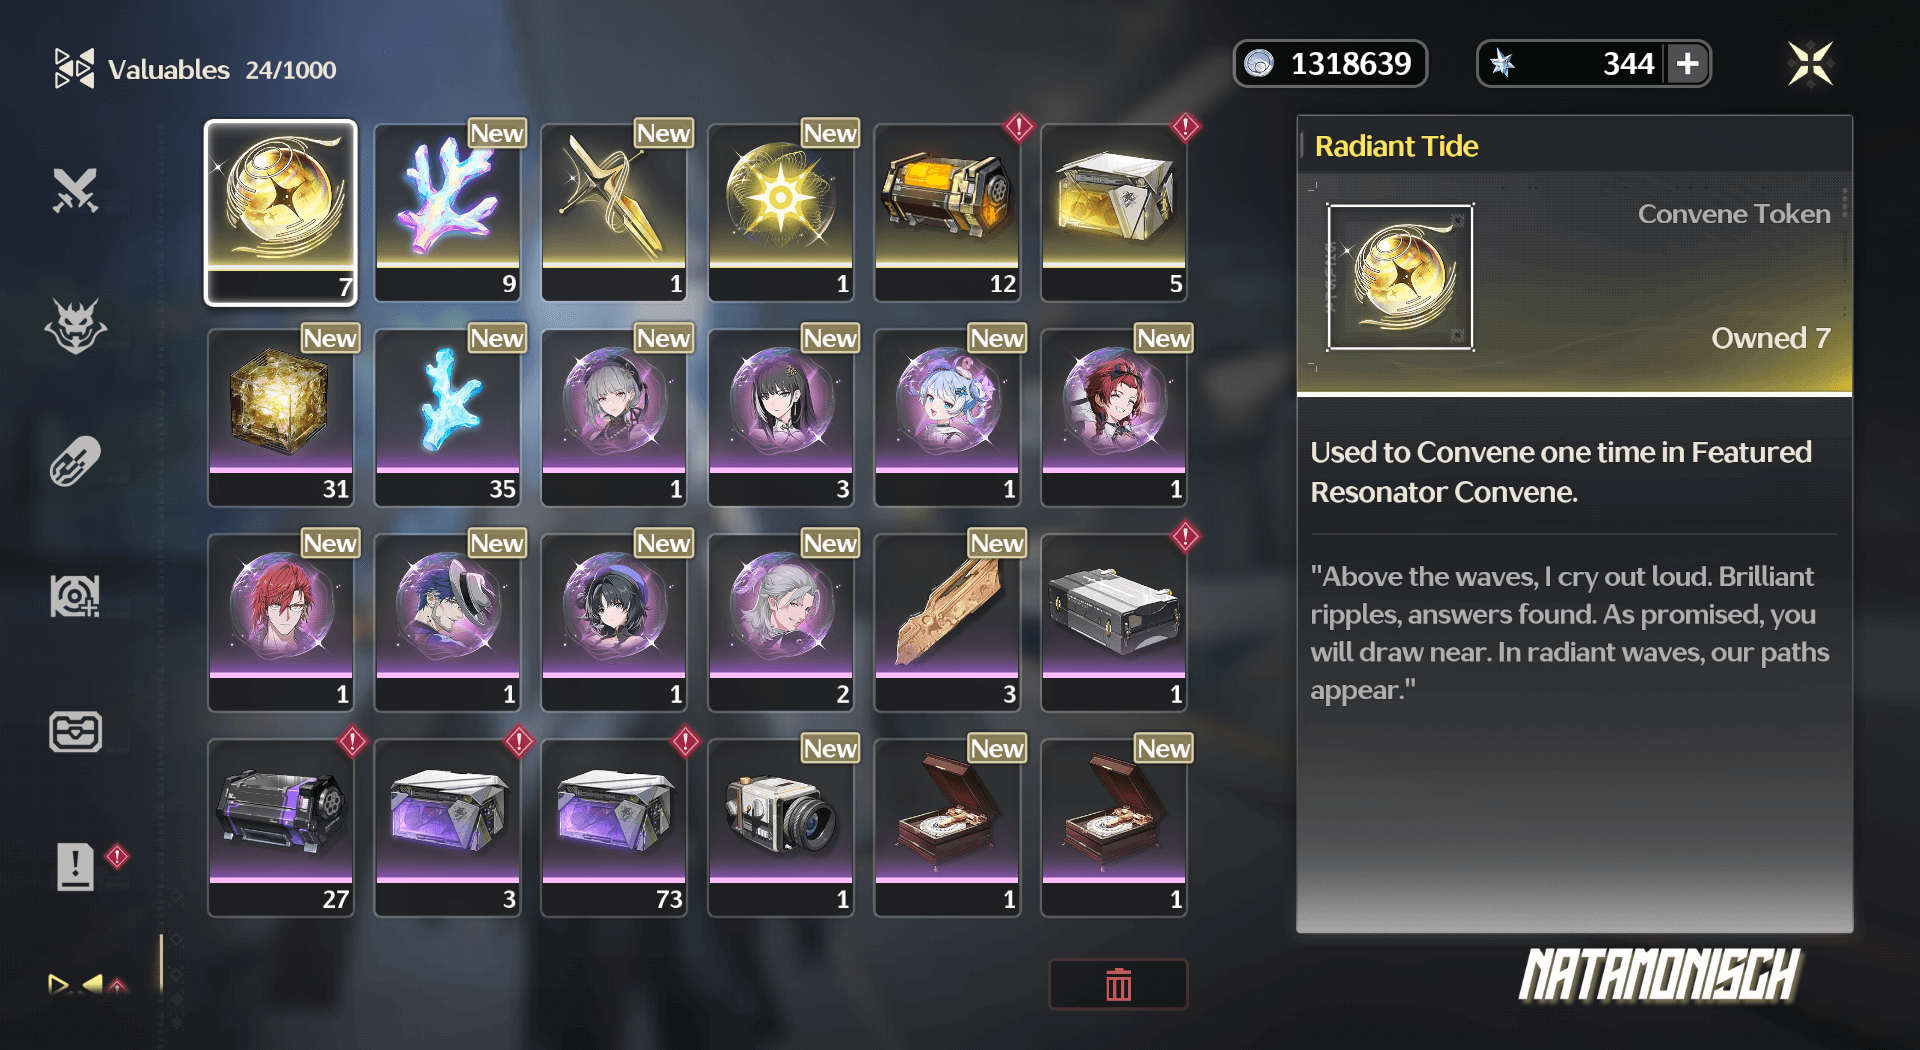 Valuables 24/1000
1318639
344
New
New
New
7
9
1
1
12
5
New
New
New
New
New
New
31
35
1
3
1
1
New
New
New
New
New
1
1
1
2
3
1
New
New
New
27
3
73
1
1
1
Radiant Tide
Convene Token
Owned 7
Used to Convene one time in Featured
Resonator Convene.
"Above the waves, I cry out loud. Brilliant
ripples, answers found. As promised, you
will draw near. In radiant waves, our paths
appear."
NATAMONISCH